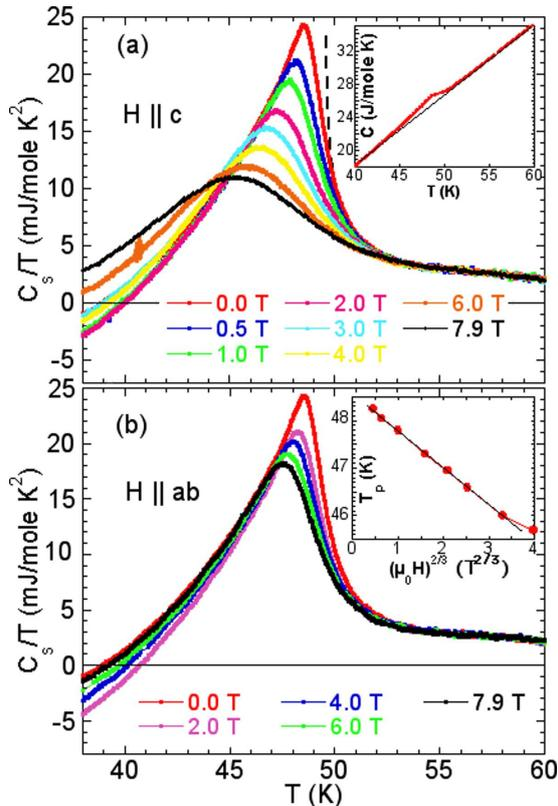 (a)
H || c
C_s/T (mJ/mole K²)
25
20
15
10
5
0
-5
0.0 T
2.0 T
6.0 T
0.5 T
3.0 T
7.9 T
1.0 T
4.0 T
C (J/mole K)
32
28
24
20
40
45
50
55
60
T (K)
(b)
H || ab
C_s/T (mJ/mole K²)
25
20
15
10
5
0
-5
0.0 T
4.0 T
7.9 T
2.0 T
6.0 T
T_p (K)
48
47
46
0
1
2
3
4
(μ₀H)^2/3 (T^2/3)
40
45
50
55
60
T (K)